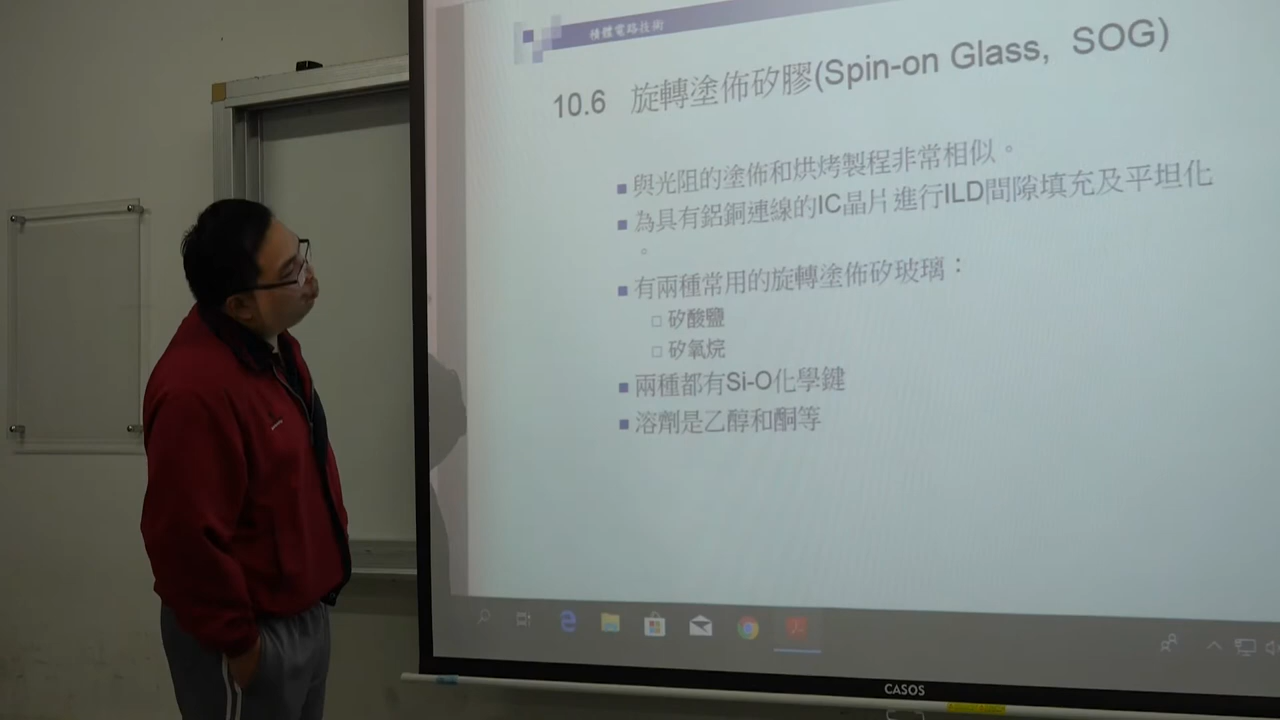 積體電路技術
10.6 旋轉塗佈矽膠(Spin-on Glass, SOG)
■與光阻的塗佈和烘烤製程非常相似。
■為具有鋁銅連線的IC晶片進行ILD間隙填充及平坦化
。
■有兩種常用的旋轉塗佈矽玻璃：
□矽酸鹽
□矽氧烷
■兩種都有Si-O化學鍵
■溶劑是乙醇和酮等
CASOS